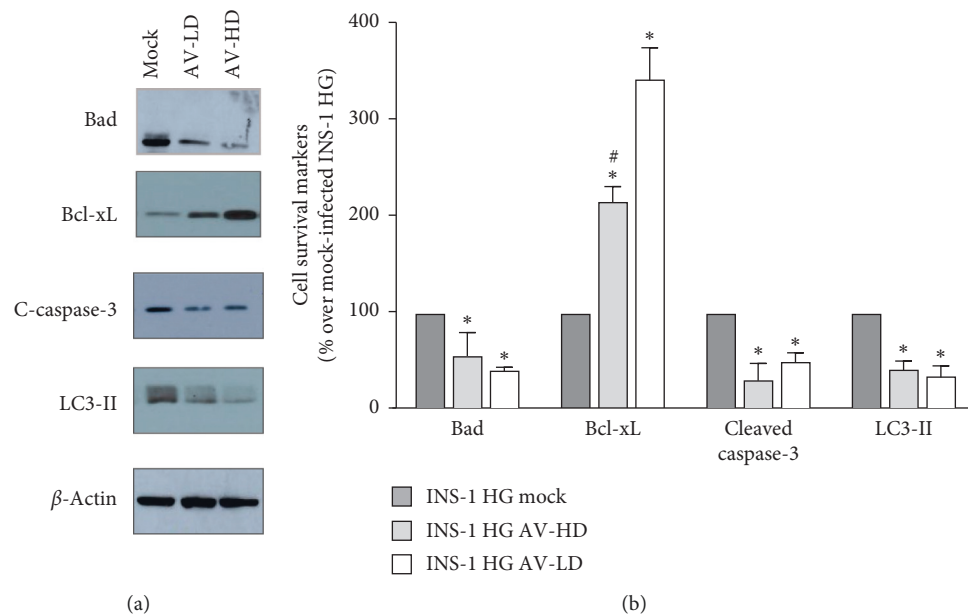 Mock
AV-LD
AV-HD
Bad
Bcl-xL
C-caspase-3
LC3-II
β-Actin
(a)
Cell survival markers
(% over mock-infected INS-1 HG)
400
300
200
100
0
*
*
#
*
*
*
*
*
*
Bad
Bcl-xL
Cleaved
caspase-3
LC3-II
INS-1 HG mock
INS-1 HG AV-HD
INS-1 HG AV-LD
(b)